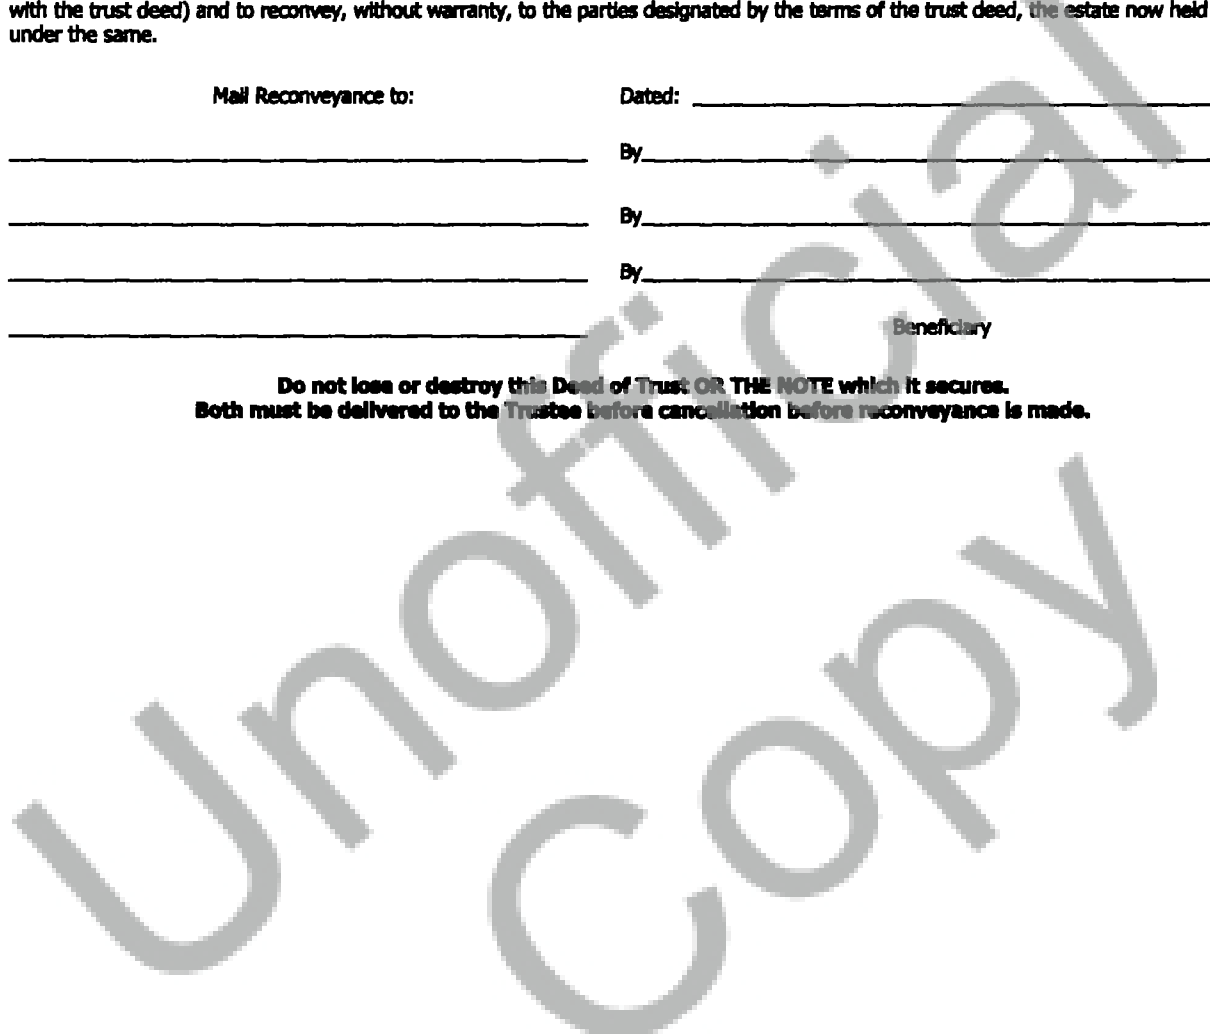 with the trust deed) and to reconvey, without warranty, to the parties designated by the terms of the trust deed, the estate now held
under the same.
Mail Reconveyance to:
Dated:
By
By
By
Beneficiary
Do not lose or destroy this Deed of Trust OR THE NOTE which it secures.
Both must be delivered to the Trustee before cancellation before reconveyance is made.
Unofficial
Copy